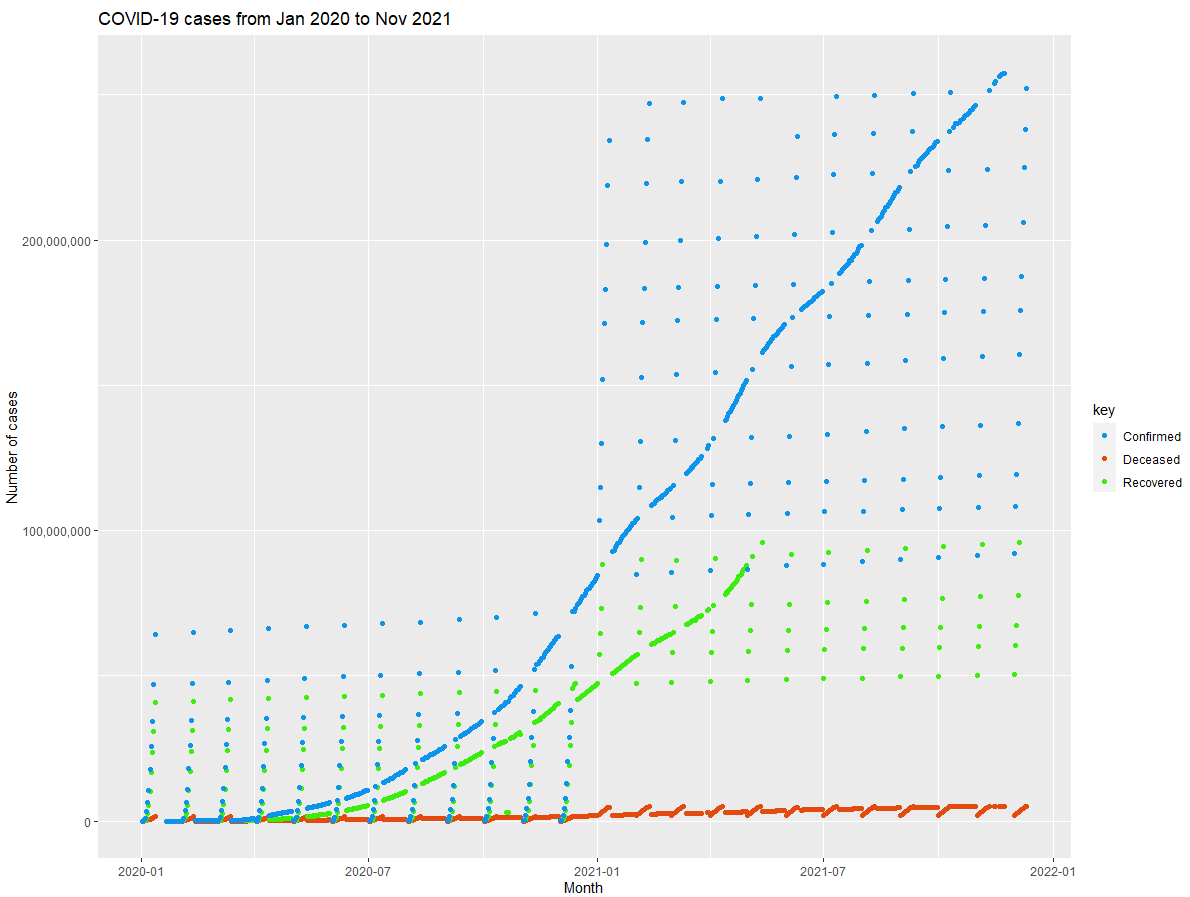 COVID-19 cases from Jan 2020 to Nov 2021
Number of cases
200,000,000
100,000,000
0
2020-01
2020-07
2021-01
2021-07
2022-01
Month
key
Confirmed
Deceased
Recovered